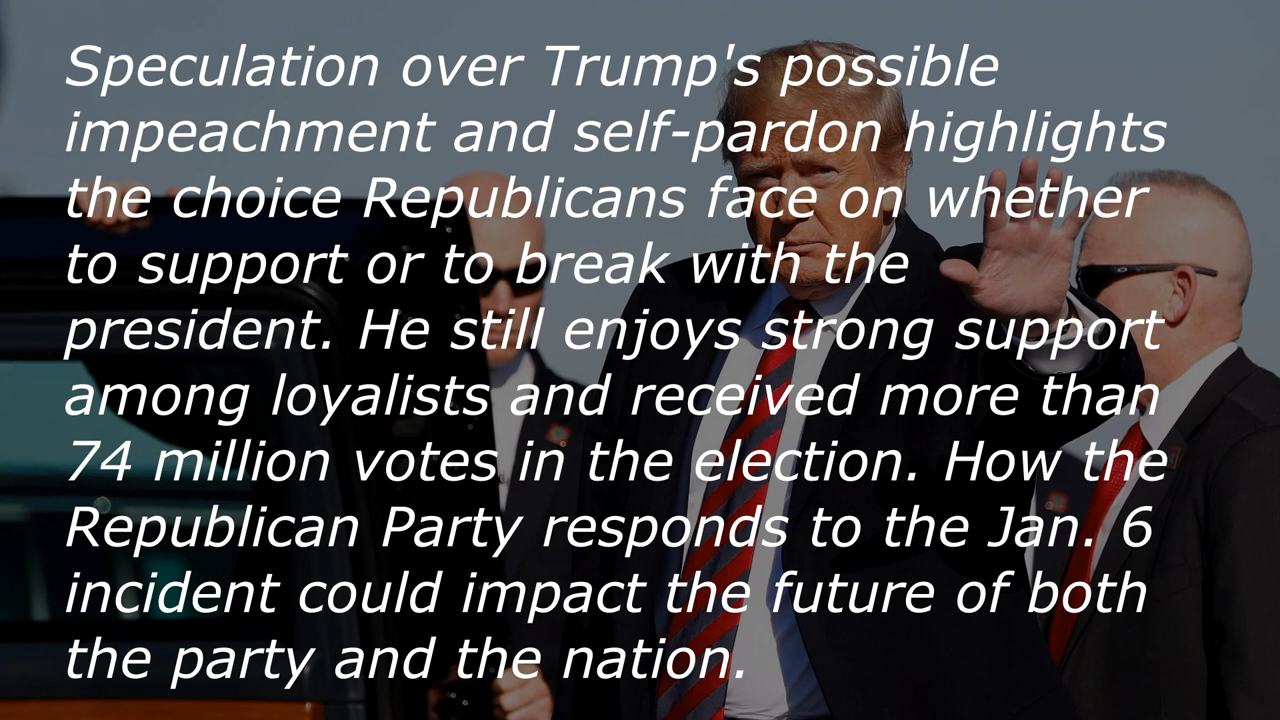 Speculation over Trump's possible
impeachment and self-pardon highlights
the choice Republicans face on whether
to support or to break with the
president. He still enjoys strong support
among loyalists and received more than
74 million votes in the election. How the
Republican Party responds to the Jan. 6
incident could impact the future of both
the party and the nation.